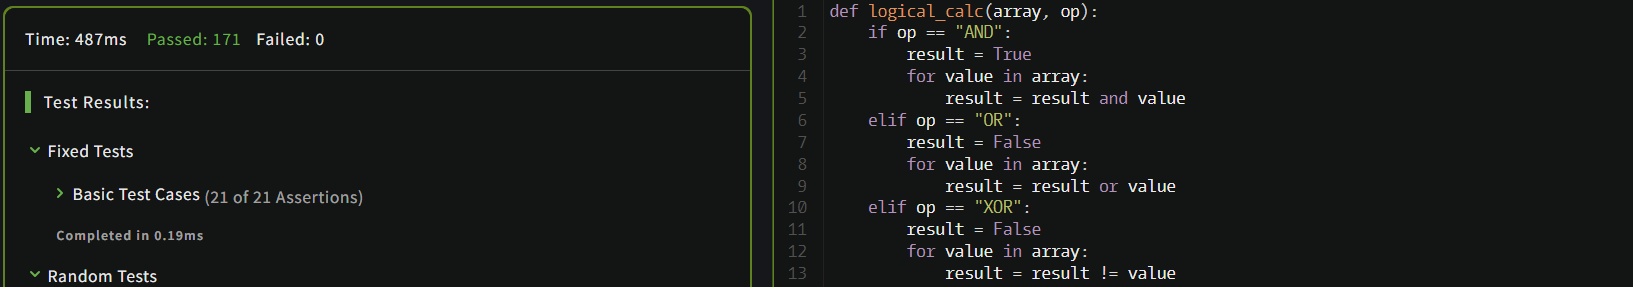 Time: 487ms Passed: 171 Failed: 0
Test Results:
Fixed Tests
Basic Test Cases (21 of 21 Assertions)
Completed in 0.19ms
Random Tests
1 def logical_calc(array, op):
2     if op == "AND":
3         result = True
4         for value in array:
5             result = result and value
6     elif op == "OR":
7         result = False
8         for value in array:
9             result = result or value
10     elif op == "XOR":
11         result = False
12         for value in array:
13             result = result != value